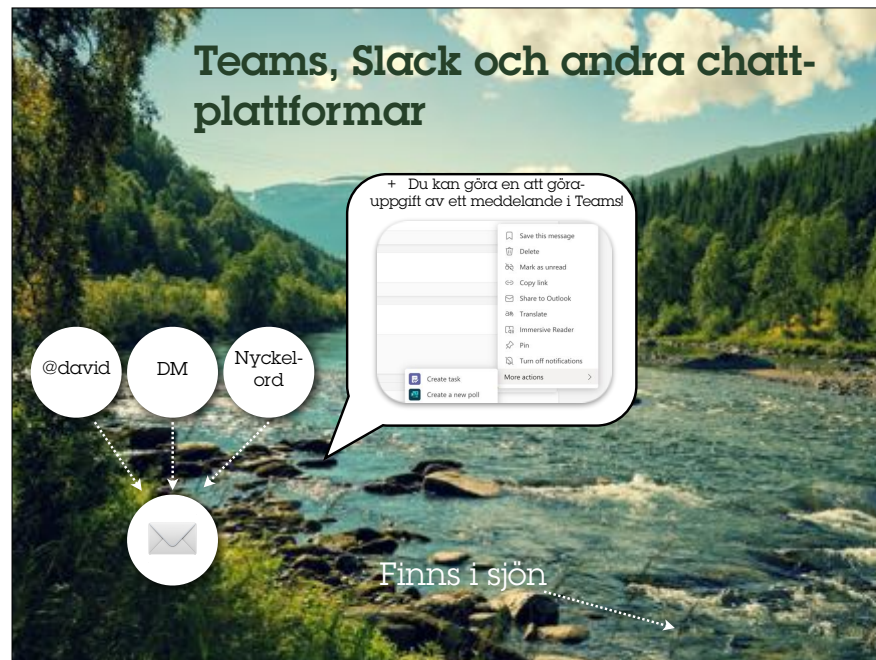 Teams, Slack och andra chatt-
plattformar
+ Du kan göra en att göra-
uppgift av ett meddelande i Teams!
Save this message
Delete
Mark as unread
Copy link
Share to Outlook
Translate
Immersive Reader
Pin
Turn off notifications
More actions
Create task
Create a new poll
@david
DM
Nyckel-
ord
Finns i sjön